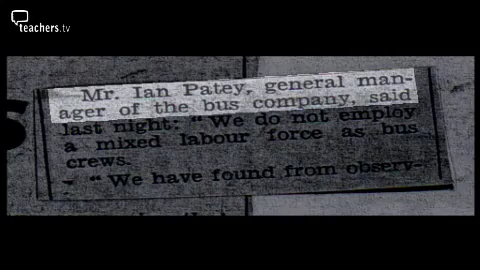 teachers.tv
Mr. Ian Patey, general man-
ager of the bus company, said
last night: "We do not employ
a mixed labour force as bus
crews.
"We have found from observ-